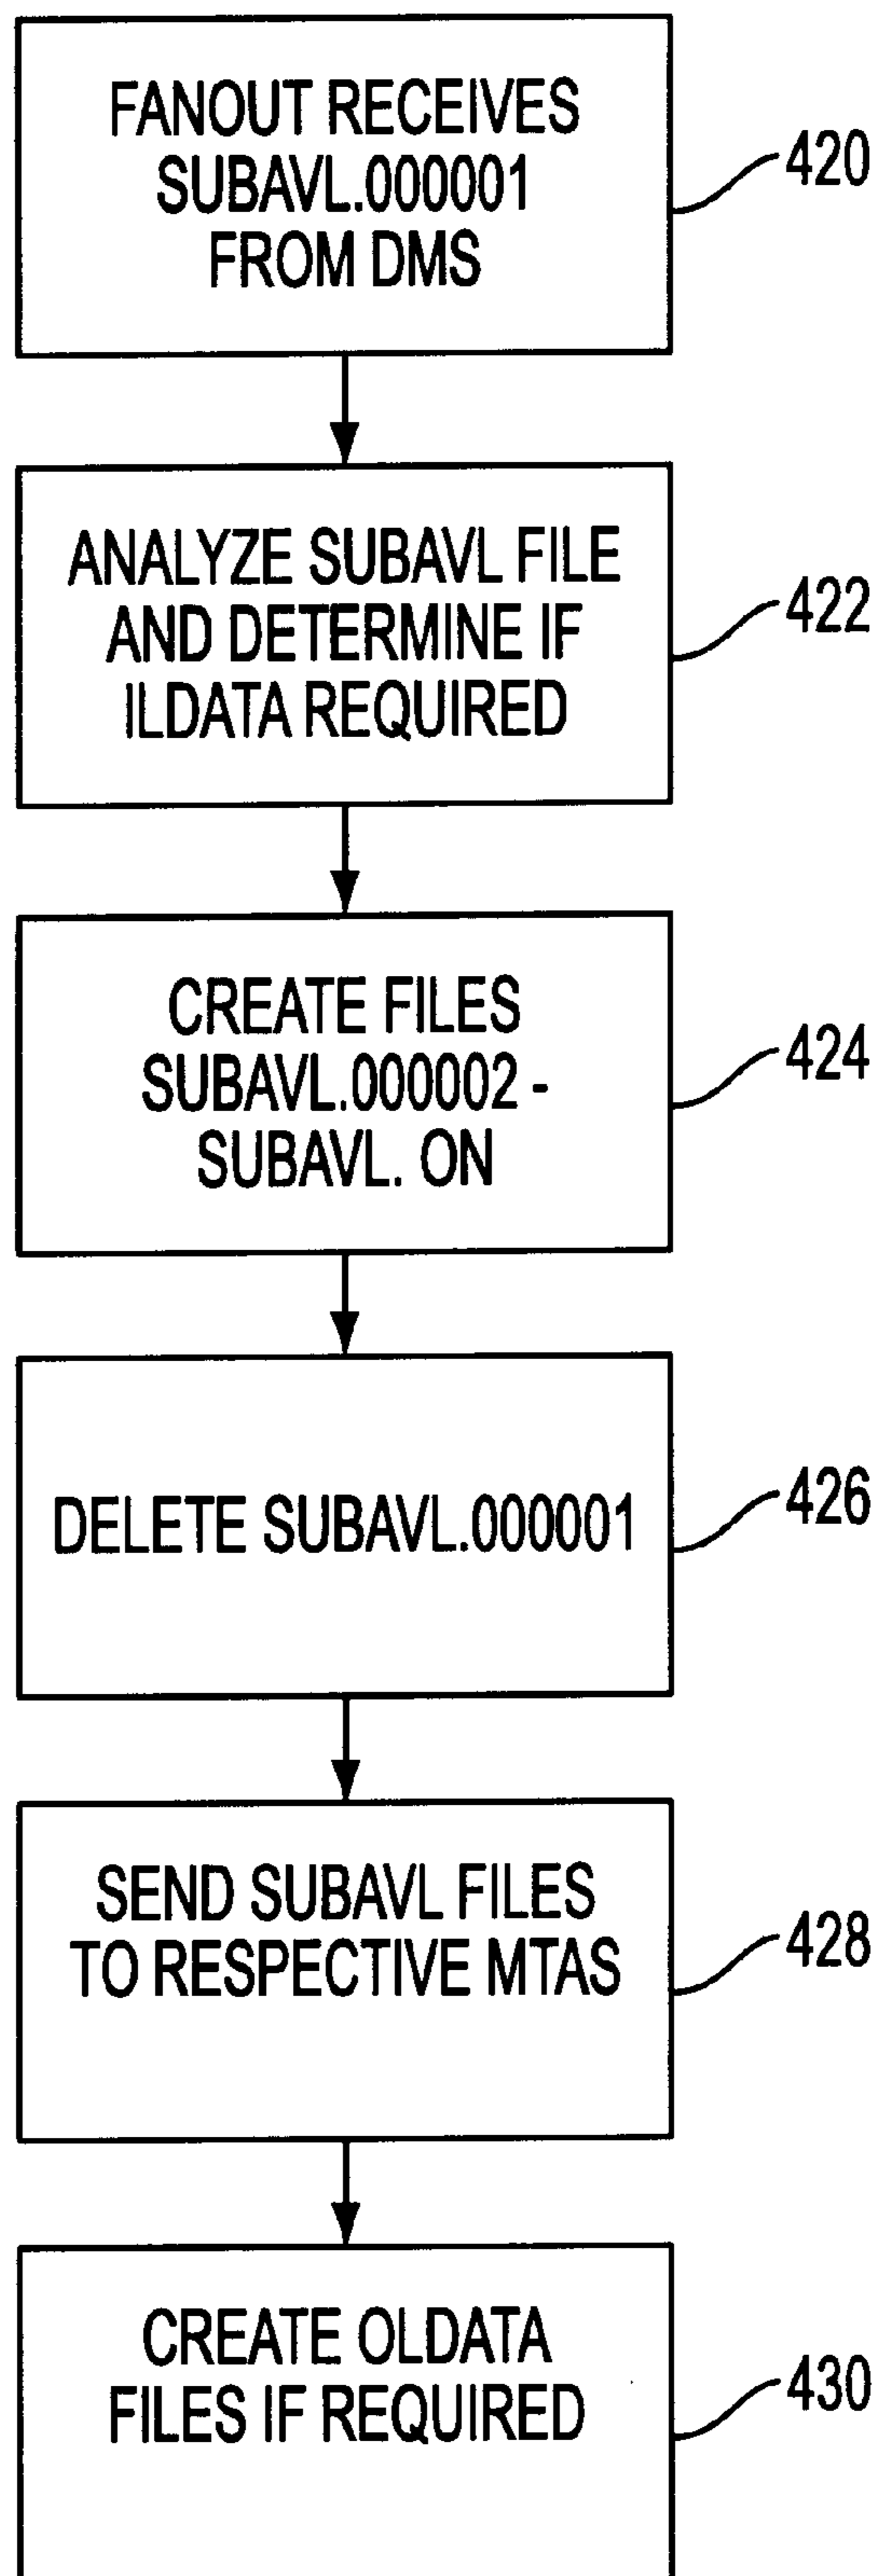 FANOUT RECEIVES
SUBAVL.000001
FROM DMS
420
ANALYZE SUBAVL FILE
AND DETERMINE IF
ILDATA REQUIRED
422
CREATE FILES
SUBAVL.000002 -
SUBAVL. ON
424
DELETE SUBAVL.000001
426
SEND SUBAVL FILES
TO RESPECTIVE MTAS
428
CREATE OLDATA
FILES IF REQUIRED
430